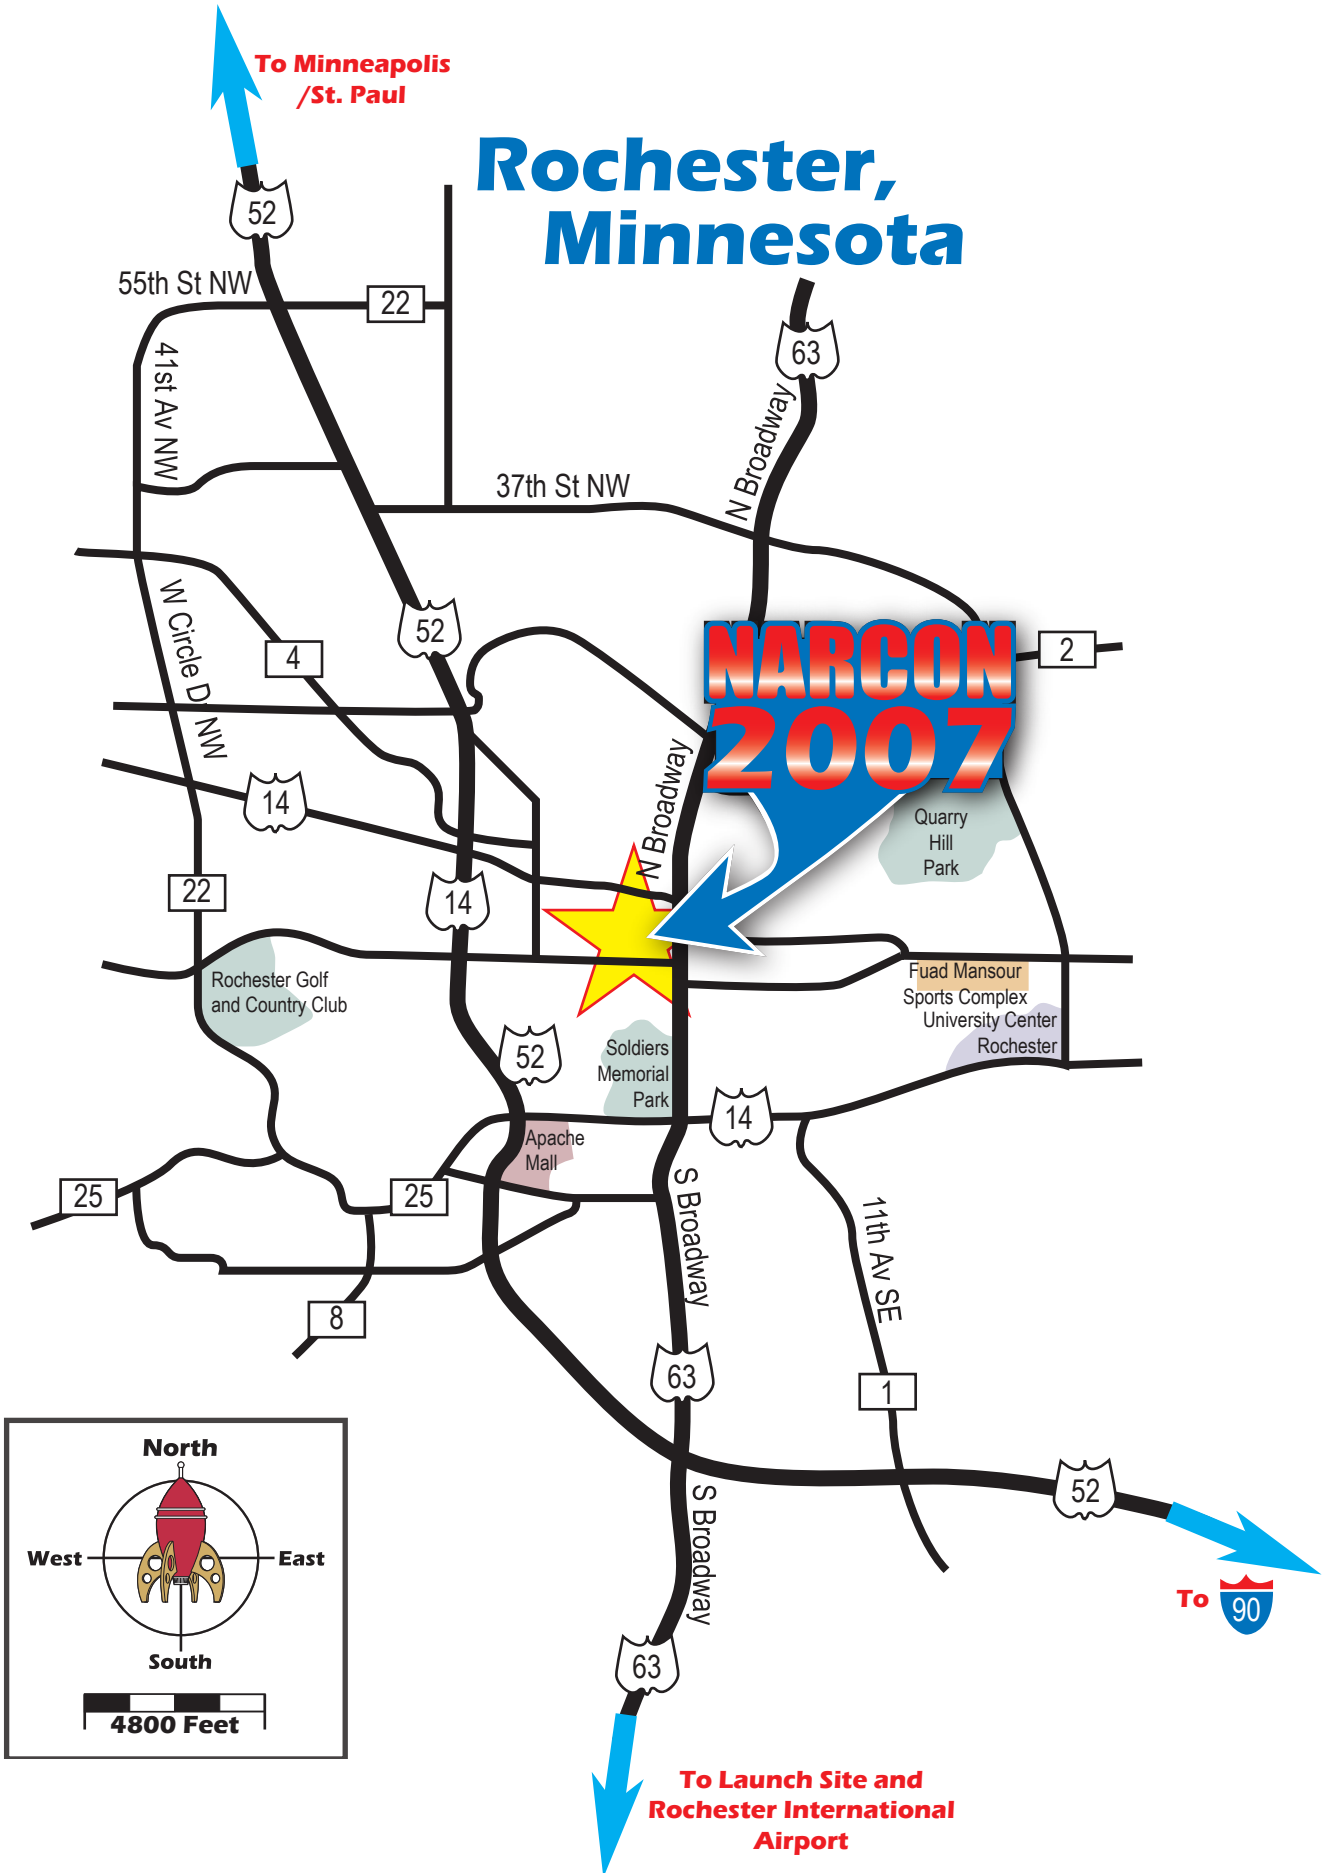 To Minneapolis
/St. Paul
Rochester,
Minnesota
52
55th St NW
22
63
41st Av NW
N Broadway
37th St NW
W Circle Dr NW
52
4
NARCON
2007
2
N Broadway
14
Quarry
Hill
Park
22
14
Rochester Golf
and Country Club
Fuad Mansour
Sports Complex
University Center
Rochester
52
Soldiers
Memorial
Park
14
Apache
Mall
25
25
S Broadway
11th Av SE
8
63
1
North
West
East
South
4800 Feet
52
S Broadway
To
90
63
To Launch Site and
Rochester International
Airport